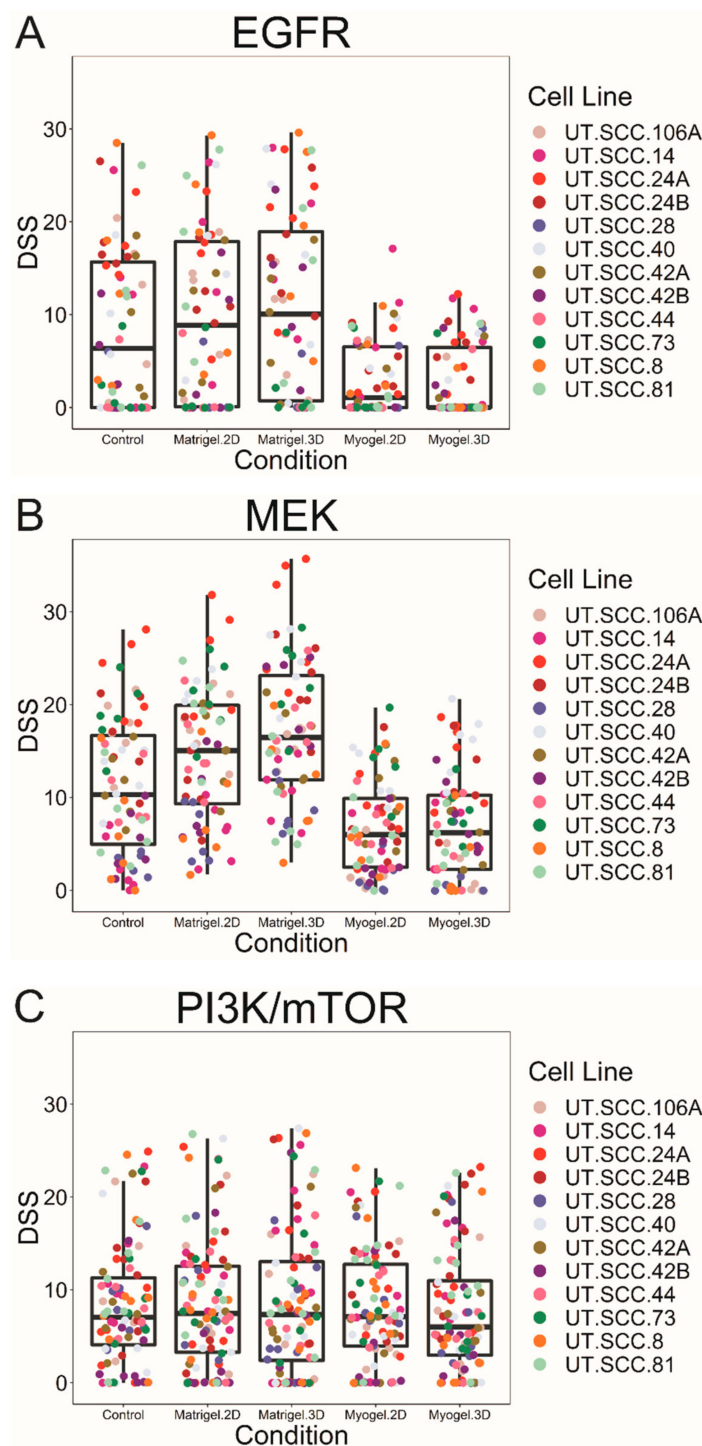 A EGFR
DSS
30
20
10
0
Control Matrigel.2D Matrigel.3D Myogel.2D Myogel.3D
Condition
Cell Line
UT.SCC.106A
UT.SCC.14
UT.SCC.24A
UT.SCC.24B
UT.SCC.28
UT.SCC.40
UT.SCC.42A
UT.SCC.42B
UT.SCC.44
UT.SCC.73
UT.SCC.8
UT.SCC.81
B MEK
DSS
30
20
10
0
Control Matrigel.2D Matrigel.3D Myogel.2D Myogel.3D
Condition
Cell Line
UT.SCC.106A
UT.SCC.14
UT.SCC.24A
UT.SCC.24B
UT.SCC.28
UT.SCC.40
UT.SCC.42A
UT.SCC.42B
UT.SCC.44
UT.SCC.73
UT.SCC.8
UT.SCC.81
C PI3K/mTOR
DSS
30
20
10
0
Control Matrigel.2D Matrigel.3D Myogel.2D Myogel.3D
Condition
Cell Line
UT.SCC.106A
UT.SCC.14
UT.SCC.24A
UT.SCC.24B
UT.SCC.28
UT.SCC.40
UT.SCC.42A
UT.SCC.42B
UT.SCC.44
UT.SCC.73
UT.SCC.8
UT.SCC.81